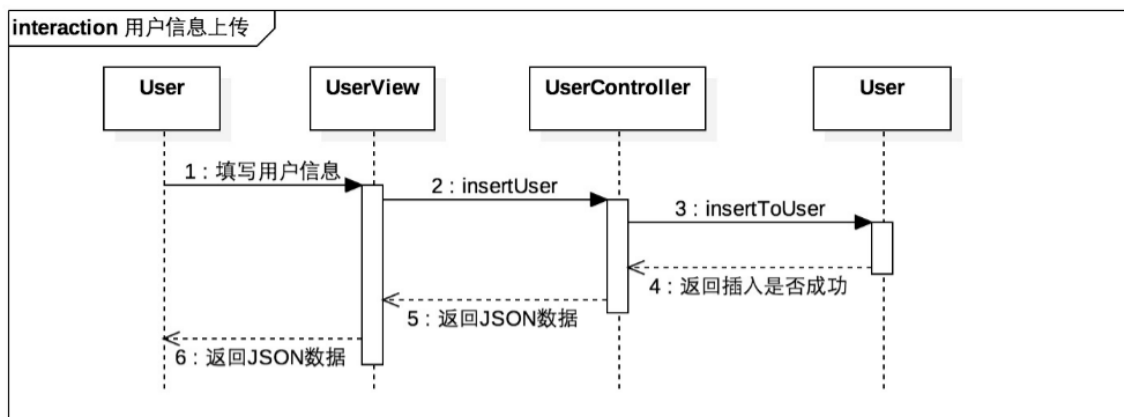 interaction 用户信息上传
User
UserView
UserController
User
1 : 填写用户信息
2 : insertUser
3 : insertToUser
4 : 返回插入是否成功
5 : 返回JSON数据
6 : 返回JSON数据